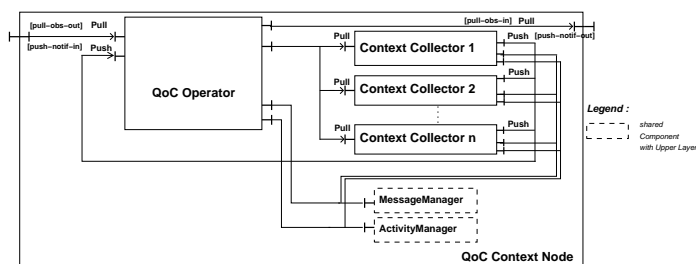 [pull-obs-out] Pull
[push-notif-in] Push
[pull-obs-in] Pull
[push-notif-out]
QoC Operator
Pull
Context Collector 1
Push
Pull
Context Collector 2
Push
Pull
Context Collector n
Push
MessageManager
ActivityManager
QoC Context Node
Legend :
shared
Component
with Upper Layer